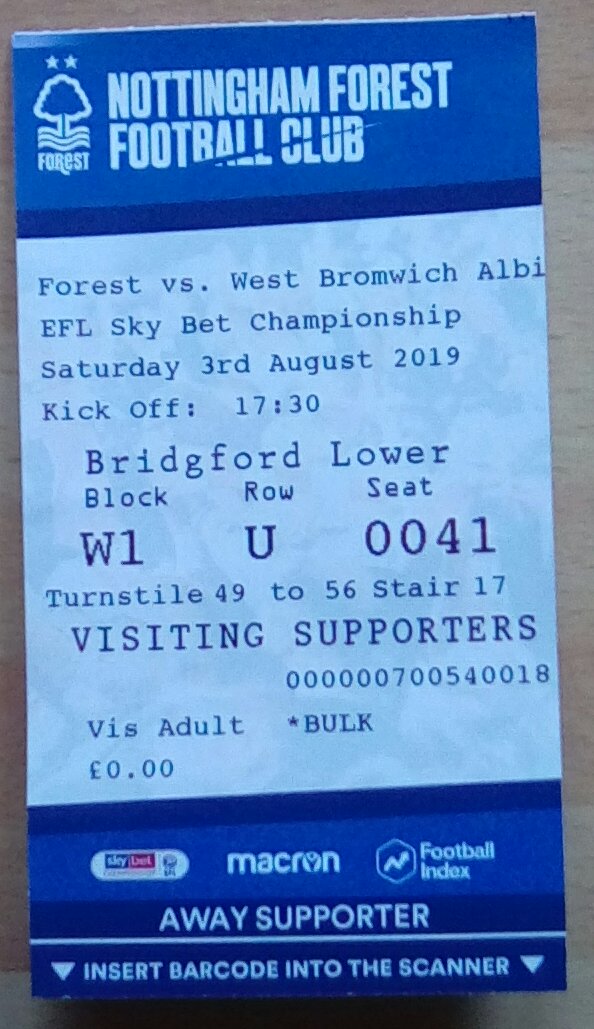 NOTTINGHAM FOREST
FOOTBALL CLUB
FOREST
Forest vs. West Bromwich Albi
EFL Sky Bet Championship
Saturday 3rd August 2019
Kick Off: 17:30
Bridgford Lower
Block Row Seat
W1 U 0041
Turnstile 49 to 56 Stair 17
VISITING SUPPORTERS
000000700540018
Vis Adult *BULK
£0.00
sky bet
macron
Football
Index
AWAY SUPPORTER
INSERT BARCODE INTO THE SCANNER